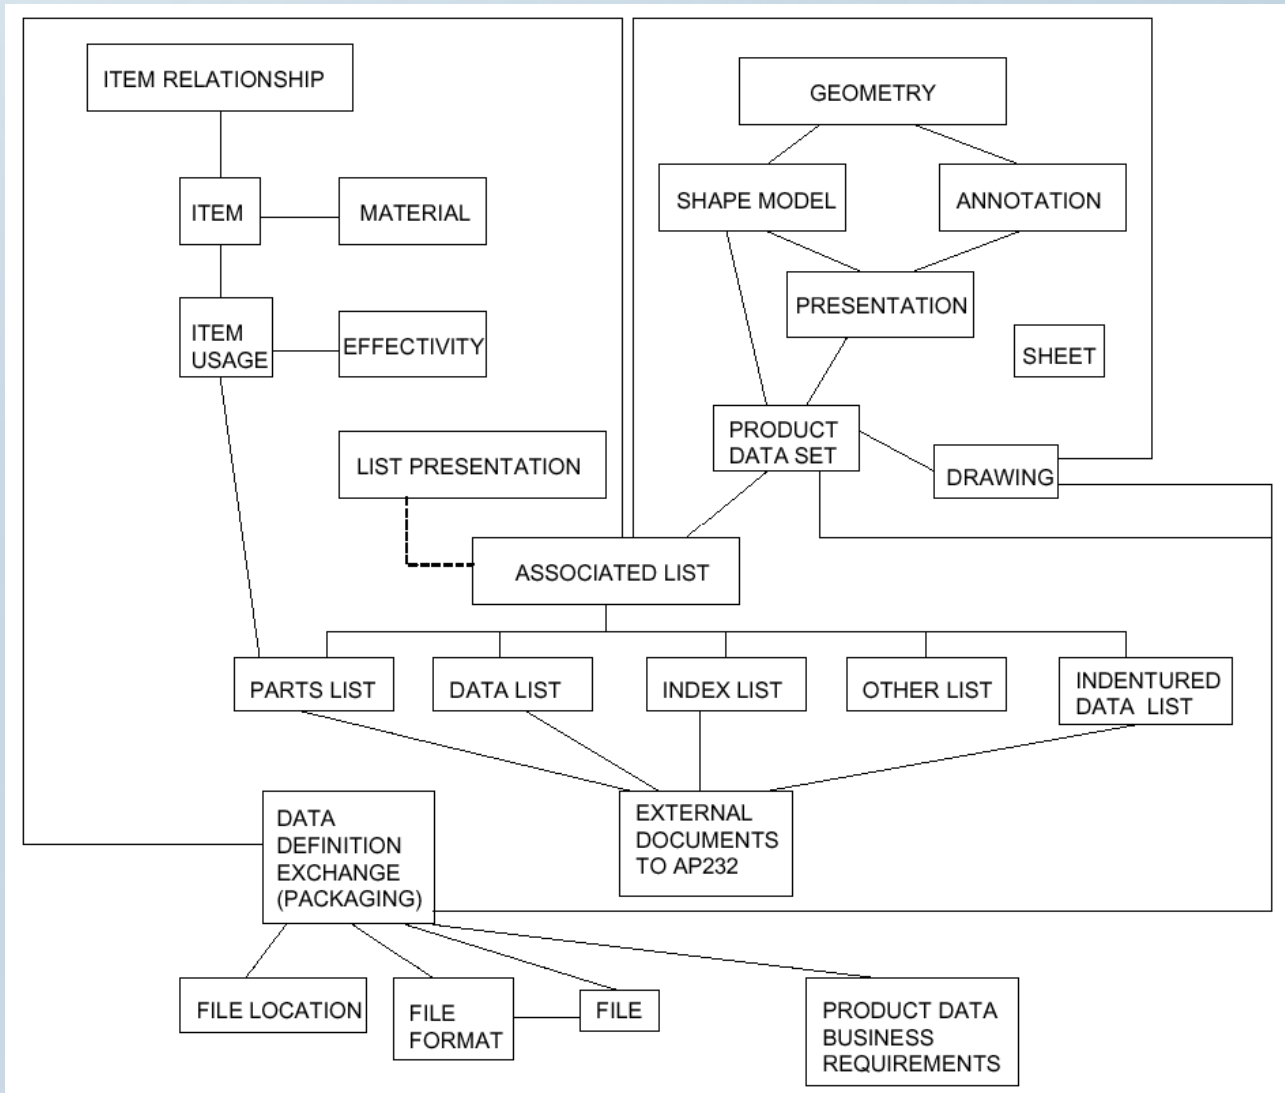 ITEM RELATIONSHIP
GEOMETRY
SHAPE MODEL
ANNOTATION
ITEM
MATERIAL
PRESENTATION
ITEM
USAGE
EFFECTIVITY
SHEET
PRODUCT
DATA SET
LIST PRESENTATION
DRAWING
ASSOCIATED LIST
PARTS LIST
DATA LIST
INDEX LIST
OTHER LIST
INDENTURED
DATA LIST
DATA
DEFINITION
EXCHANGE
(PACKAGING)
EXTERNAL
DOCUMENTS
TO AP232
FILE LOCATION
FILE
FORMAT
FILE
PRODUCT DATA
BUSINESS
REQUIREMENTS